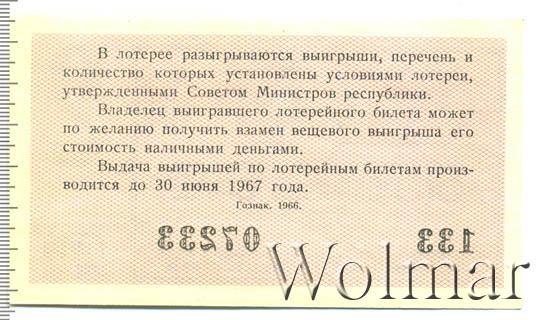 В лотерее разыгрываются выигрыши, перечень и
количество которых установлены условиями лотереи,
утвержденными Советом Министров республики.
Владелец выигравшего лотерейного билета может
по желанию получить взамен вещевого выигрыша его
стоимость наличными деньгами.
Выдача выигрышей по лотерейным билетам произ-
водится до 30 июня 1967 года.
Гознак. 1966.
07233 133
Wolmar